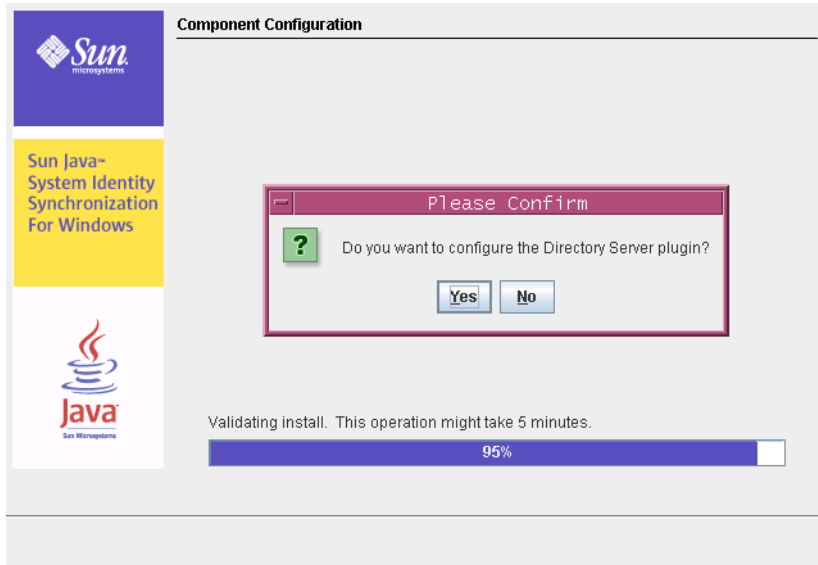 Component Configuration
Sun
microsystems
Sun Java™
System Identity
Synchronization
For Windows
Please Confirm
?
Do you want to configure the Directory Server plugin?
Yes No
Java
Sun Microsystems
Validating install. This operation might take 5 minutes.
95%